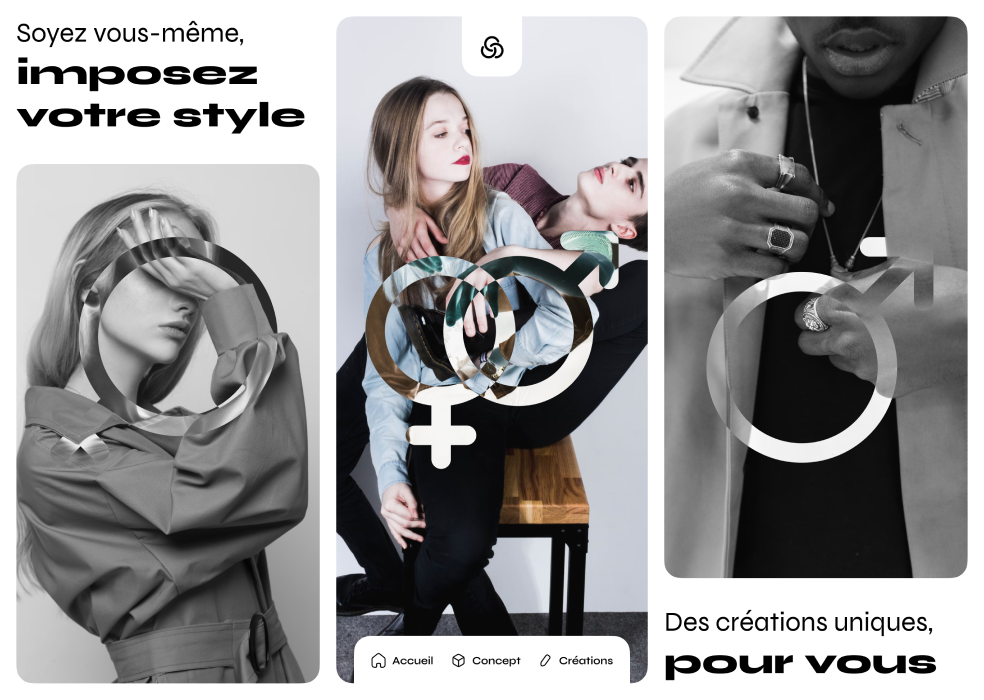 Soyez vous-même,
imposez
votre style
Accueil
Concept
Créations
Des créations uniques,
pour vous